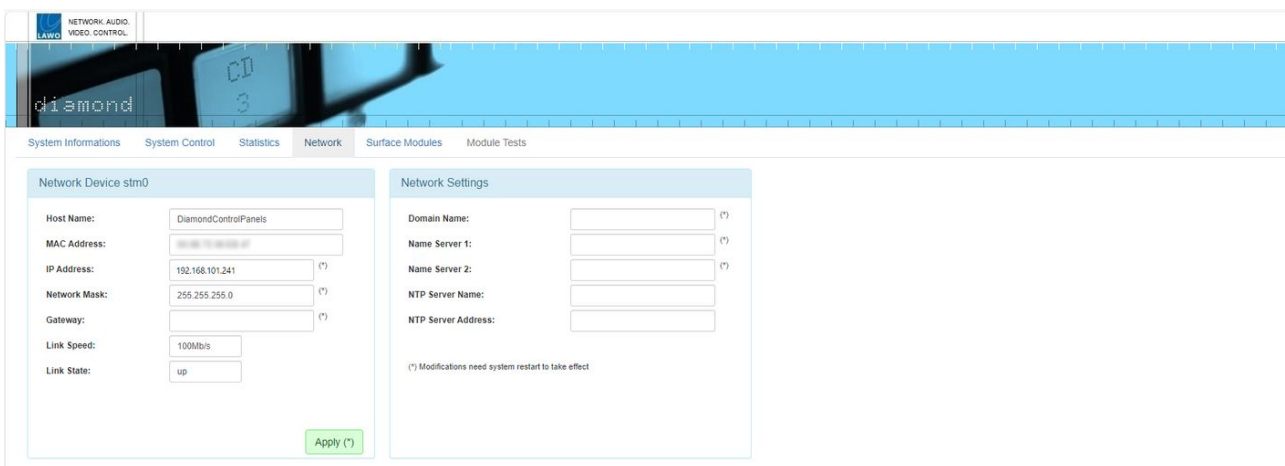 NETWORK. AUDIO.
LAWO VIDEO. CONTROL.
CD
3
diamond
System Informations System Control Statistics Network Surface Modules Module Tests
Network Device stm0
Host Name: DiamondControlPanels
MAC Address:
IP Address: 192.168.101.241 (*)
Network Mask: 255.255.255.0 (*)
Gateway: (*)
Link Speed: 100Mb/s
Link State: up
Apply (*)
Network Settings
Domain Name: (*)
Name Server 1: (*)
Name Server 2: (*)
NTP Server Name:
NTP Server Address:
(*) Modifications need system restart to take effect